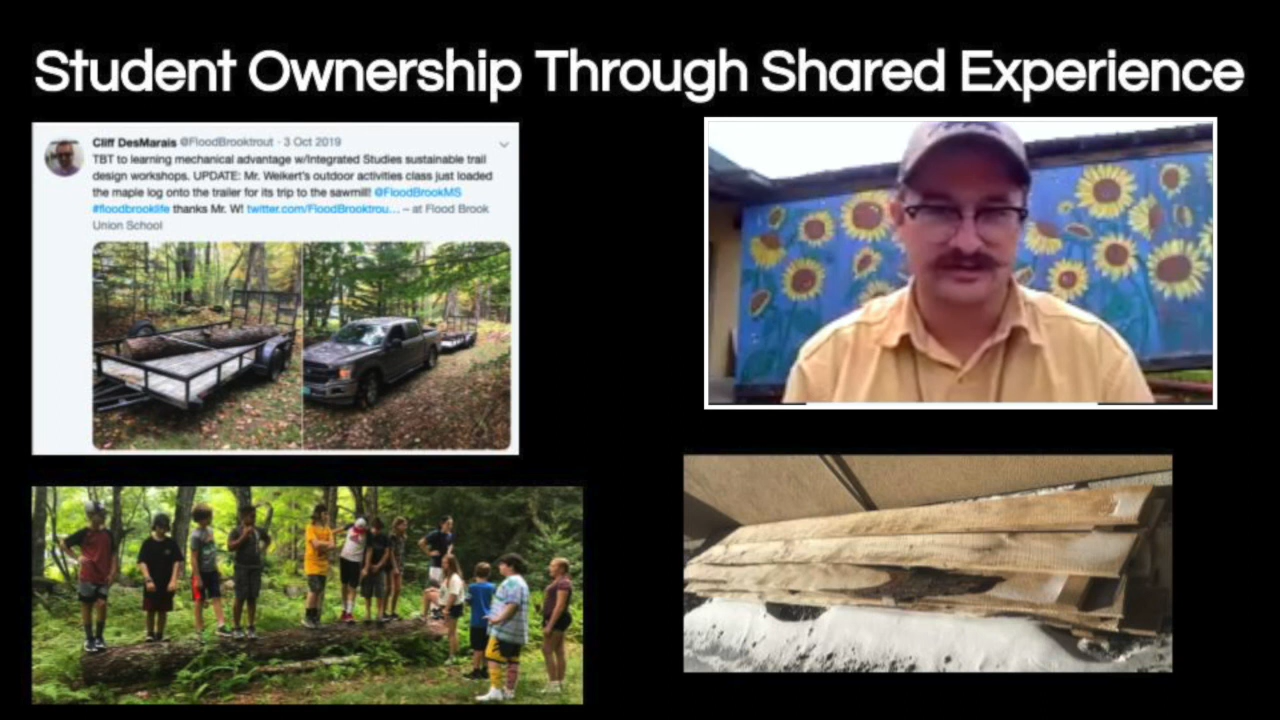 Student Ownership Through Shared Experience
Cliff DesMarais @FloodBrooktrout · 3 Oct 2019
TBT to learning mechanical advantage w/Integrated Studies sustainable trail
design workshops. UPDATE: Mr. Weikert's outdoor activities class just loaded
the maple log onto the trailer for its trip to the sawmill! @FloodBrookMS
#floodbrooklife thanks Mr. W! twitter.com/FloodBrooktrou… – at Flood Brook
Union School